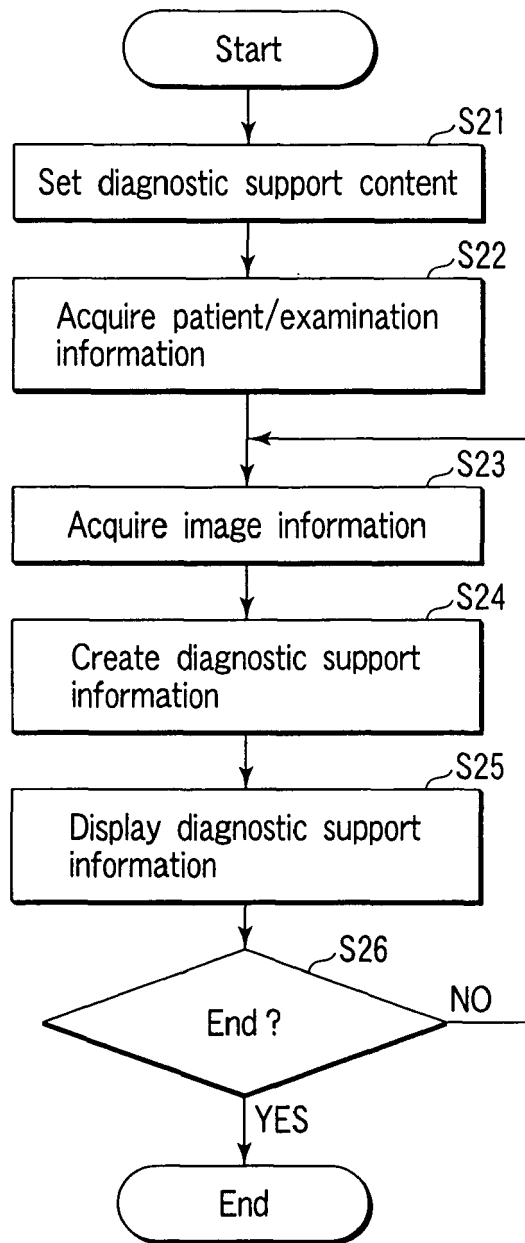 Start
S21
Set diagnostic support content
S22
Acquire patient/examination
information
S23
Acquire image information
S24
Create diagnostic support
information
S25
Display diagnostic support
information
S26
End ?
NO
YES
End